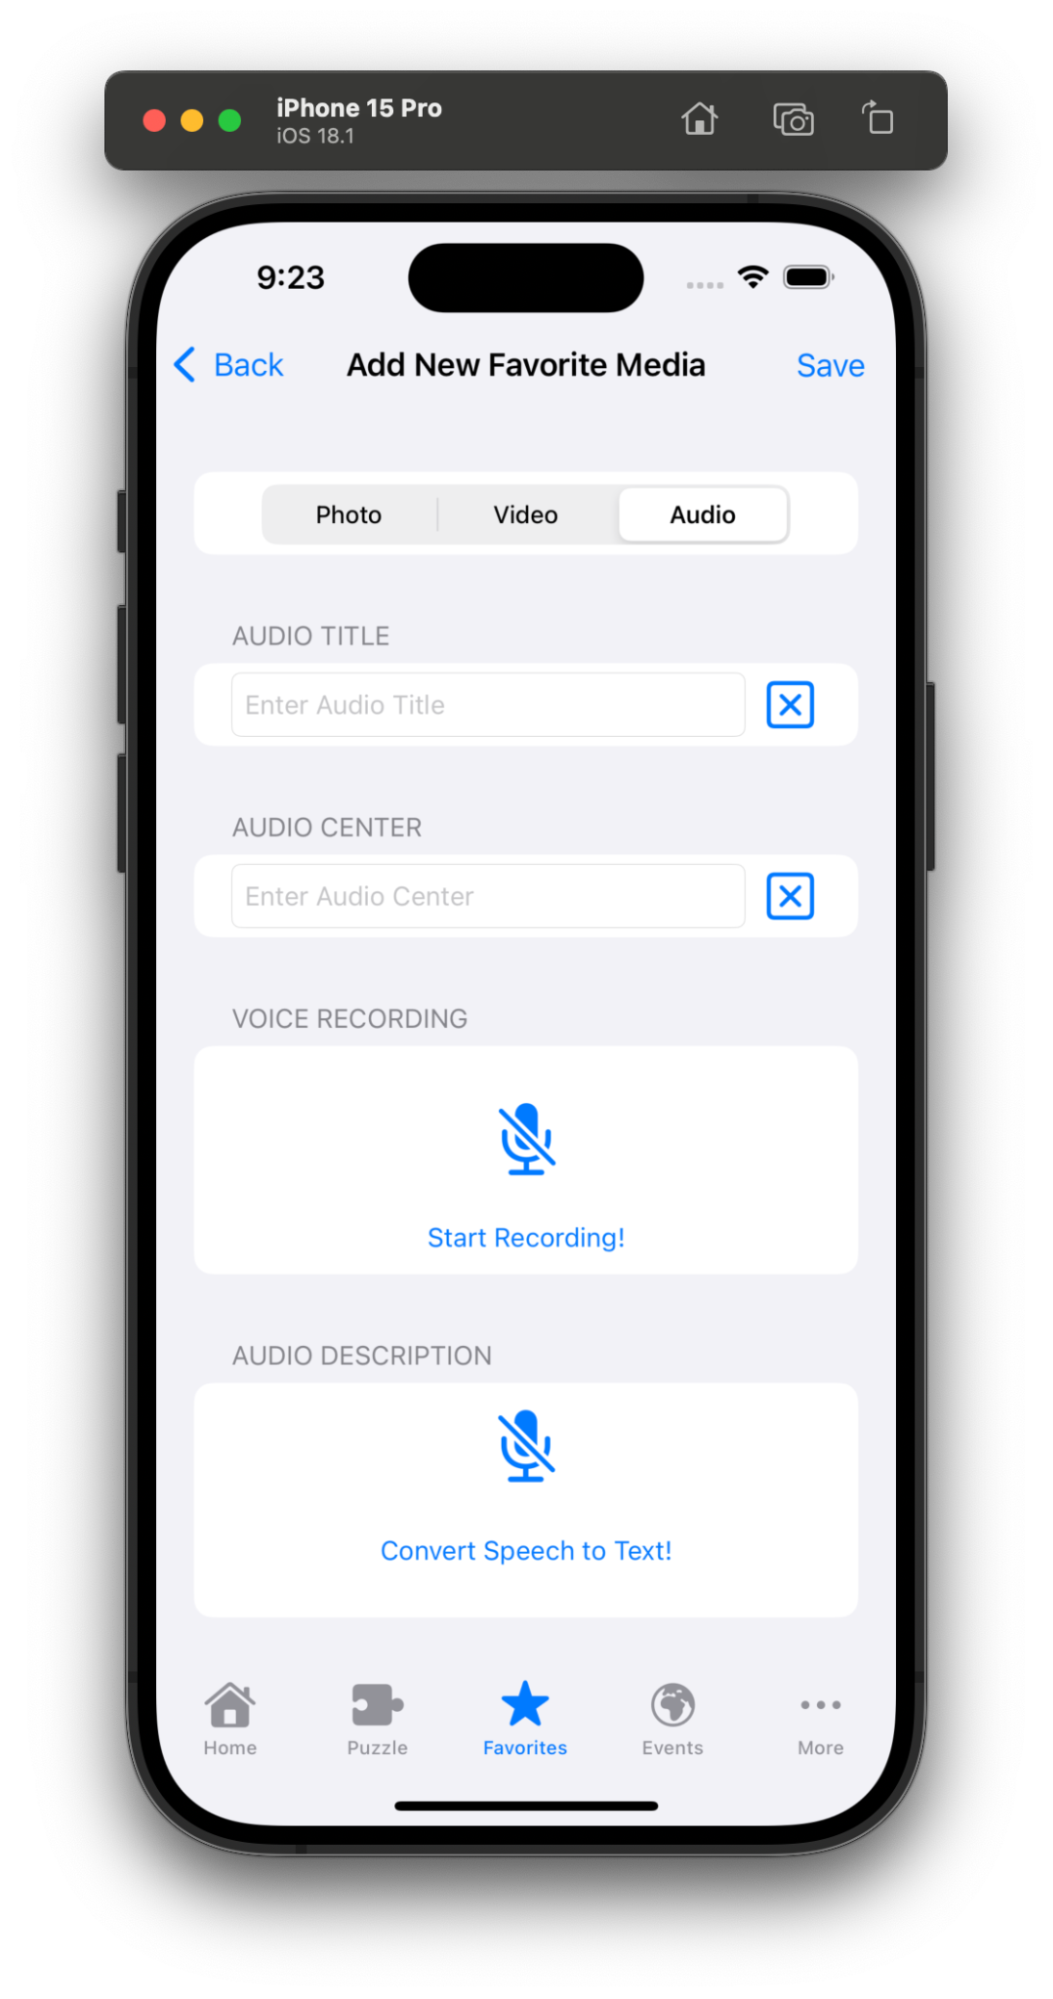 iPhone 15 Pro
iOS 18.1
9:23
Back Add New Favorite Media Save
Photo Video Audio
AUDIO TITLE
Enter Audio Title
AUDIO CENTER
Enter Audio Center
VOICE RECORDING
Start Recording!
AUDIO DESCRIPTION
Convert Speech to Text!
Home Puzzle Favorites Events More